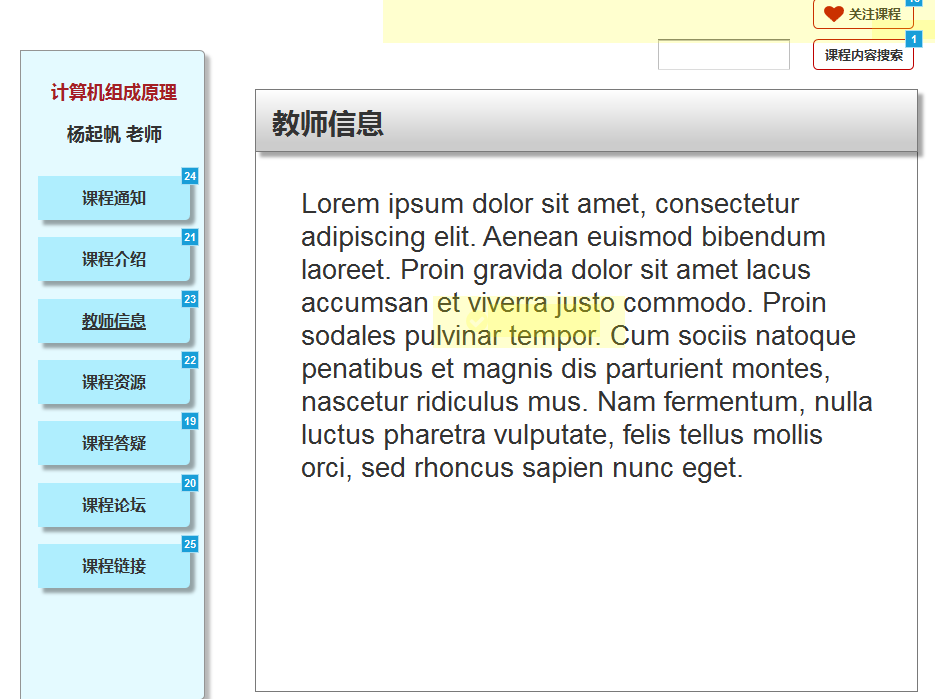 关注课程
1
课程内容搜索
计算机组成原理
杨起帆 老师
24
课程通知
21
课程介绍
23
教师信息
22
课程资源
19
课程答疑
20
课程论坛
25
课程链接
教师信息
Lorem ipsum dolor sit amet, consectetur
adipiscing elit. Aenean euismod bibendum
laoreet. Proin gravida dolor sit amet lacus
accumsan et viverra justo commodo. Proin
sodales pulvinar tempor. Cum sociis natoque
penatibus et magnis dis parturient montes,
nascetur ridiculus mus. Nam fermentum, nulla
luctus pharetra vulputate, felis tellus mollis
orci, sed rhoncus sapien nunc eget.